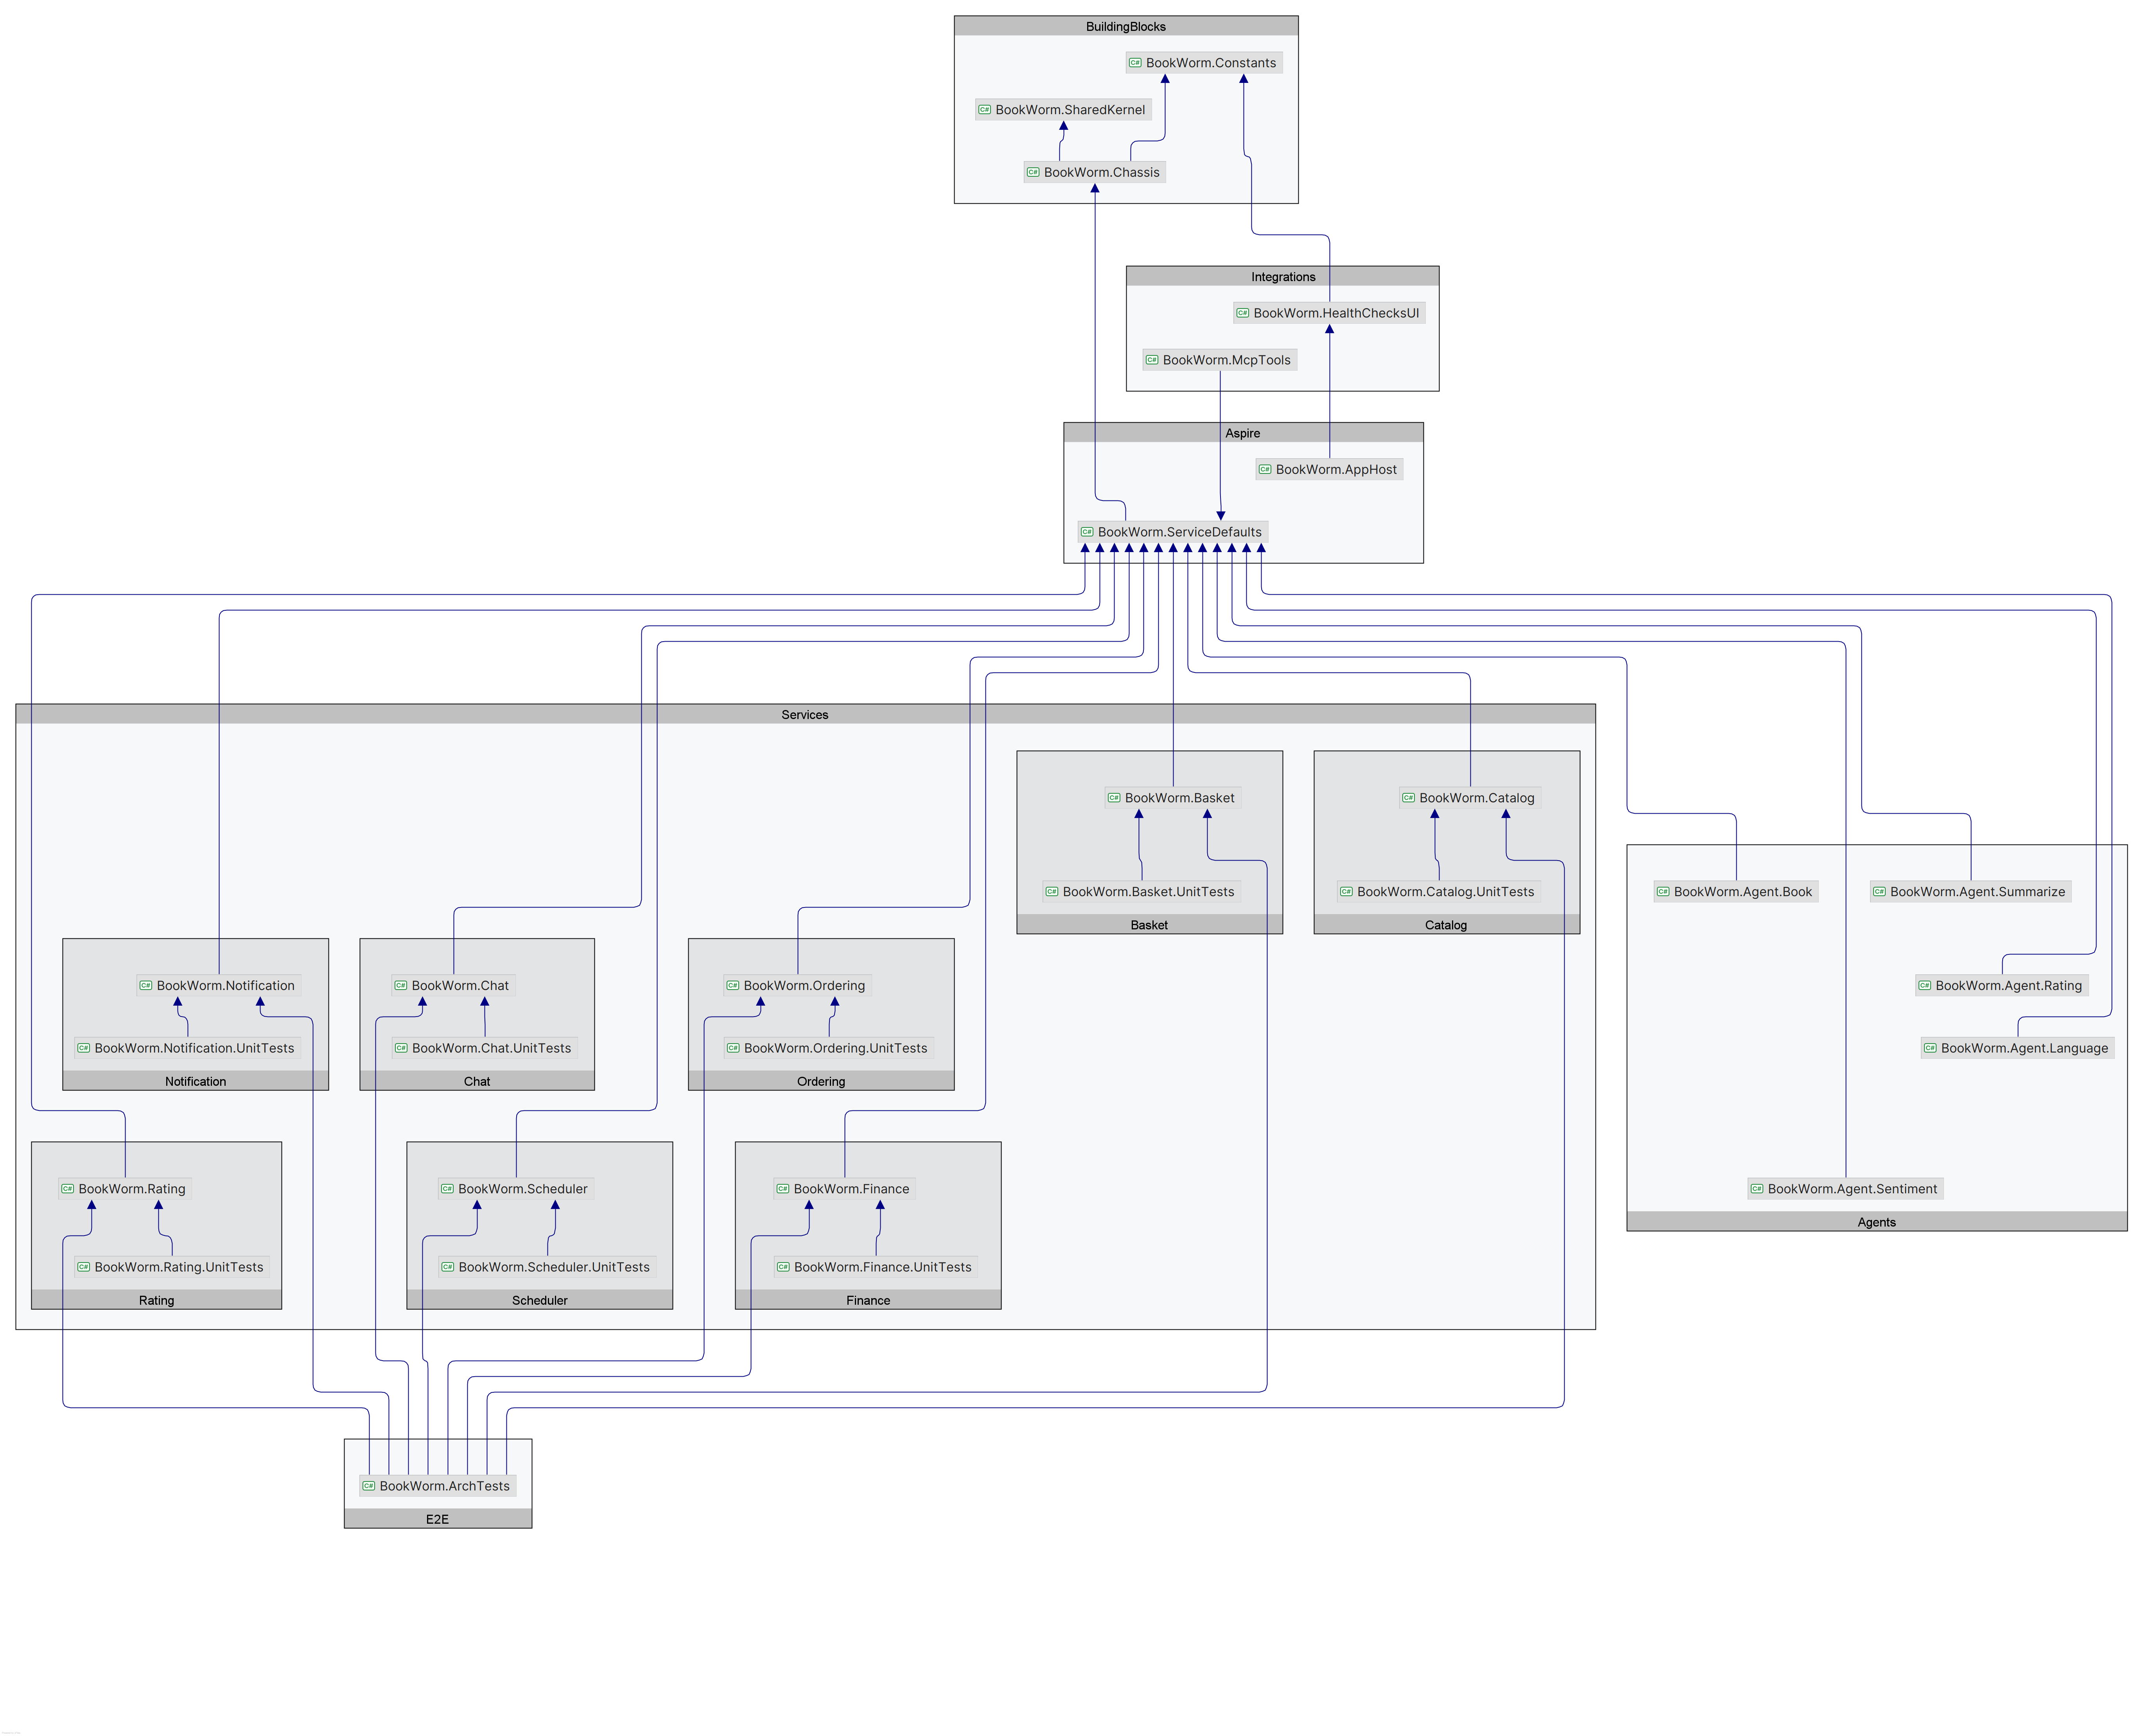 BuildingBlocks
C# BookWorm.Constants
C# BookWorm.SharedKernel
C# BookWorm.Chassis
Integrations
C# BookWorm.HealthChecksUI
C# BookWorm.McpTools
Aspire
C# BookWorm.AppHost
C# BookWorm.ServiceDefaults
Services
C# BookWorm.Basket
C# BookWorm.Basket.UnitTests
Basket
C# BookWorm.Catalog
C# BookWorm.Catalog.UnitTests
Catalog
C# BookWorm.Notification
C# BookWorm.Notification.UnitTests
Notification
C# BookWorm.Chat
C# BookWorm.Chat.UnitTests
Chat
C# BookWorm.Ordering
C# BookWorm.Ordering.UnitTests
Ordering
C# BookWorm.Rating
C# BookWorm.Rating.UnitTests
Rating
C# BookWorm.Scheduler
C# BookWorm.Scheduler.UnitTests
Scheduler
C# BookWorm.Finance
C# BookWorm.Finance.UnitTests
Finance
C# BookWorm.Agent.Book
C# BookWorm.Agent.Summarize
C# BookWorm.Agent.Rating
C# BookWorm.Agent.Language
C# BookWorm.Agent.Sentiment
Agents
C# BookWorm.ArchTests
E2E